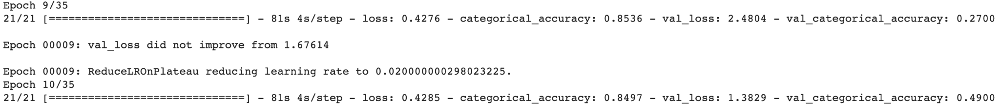 Epoch 9/35
21/21 [==============================] - 81s 4s/step - loss: 0.4276 - categorical_accuracy: 0.8536 - val_loss: 2.4804 - val_categorical_accuracy: 0.2700
Epoch 00009: val_loss did not improve from 1.67614
Epoch 00009: ReduceLROnPlateau reducing learning rate to 0.020000000298023225.
Epoch 10/35
21/21 [==============================] - 81s 4s/step - loss: 0.4285 - categorical_accuracy: 0.8497 - val_loss: 1.3829 - val_categorical_accuracy: 0.4900